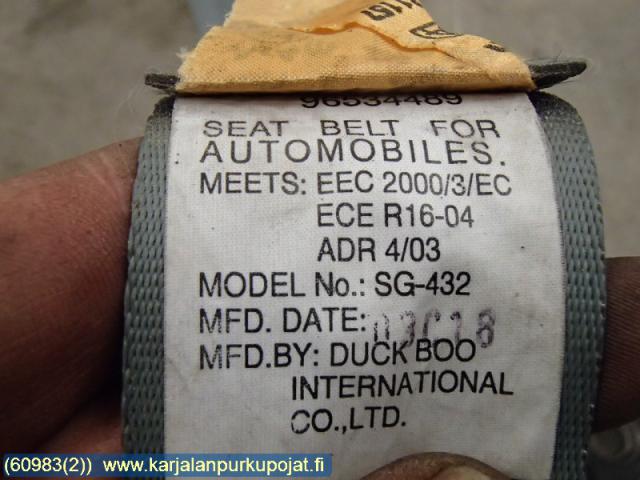 96534489
SEAT BELT FOR
AUTOMOBILES.
MEETS: EEC 2000/3/EC
ECE R16-04
ADR 4/03
MODEL No.: SG-432
MFD. DATE: 03C18
MFD.BY: DUCK BOO
INTERNATIONAL
CO.,LTD.
(60983(2)) www.karjalanpurkupojat.fi